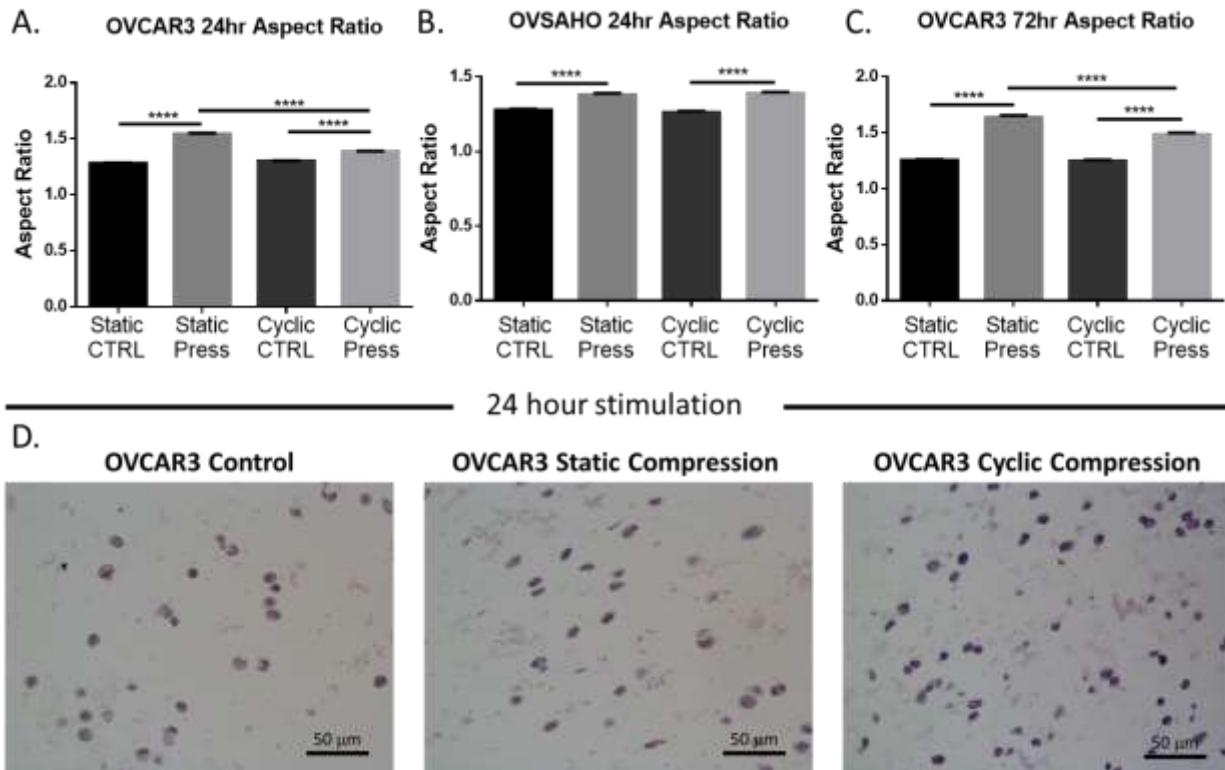 A.
OVCAR3 24hr Aspect Ratio
Aspect Ratio
2.0
1.5
1.0
0.5
0.0
****
****
****
Static CTRL
Static Press
Cyclic CTRL
Cyclic Press
B.
OVSAHO 24hr Aspect Ratio
Aspect Ratio
1.5
1.0
0.5
0.0
****
****
Static CTRL
Static Press
Cyclic CTRL
Cyclic Press
C.
OVCAR3 72hr Aspect Ratio
Aspect Ratio
2.0
1.5
1.0
0.5
0.0
****
****
****
Static CTRL
Static Press
Cyclic CTRL
Cyclic Press
24 hour stimulation
D.
OVCAR3 Control
50 μm
OVCAR3 Static Compression
50 μm
OVCAR3 Cyclic Compression
50 μm